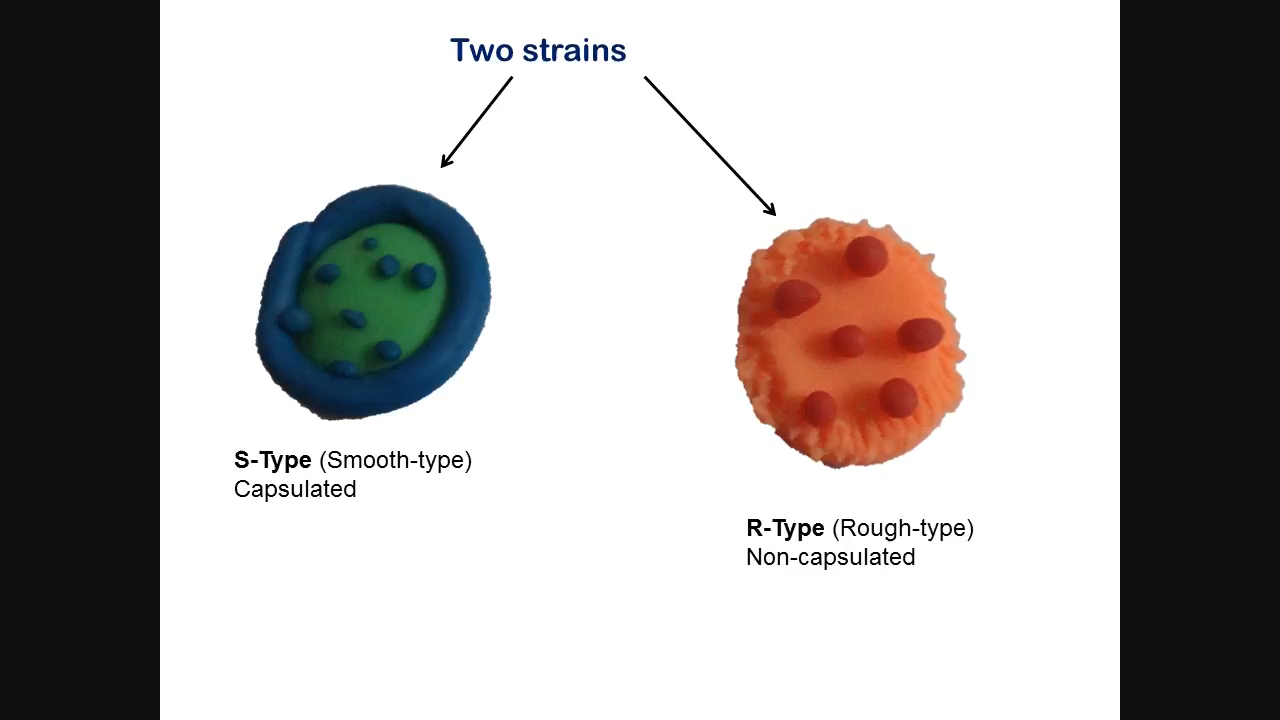 Two strains
S-Type (Smooth-type)
Capsulated
R-Type (Rough-type)
Non-capsulated